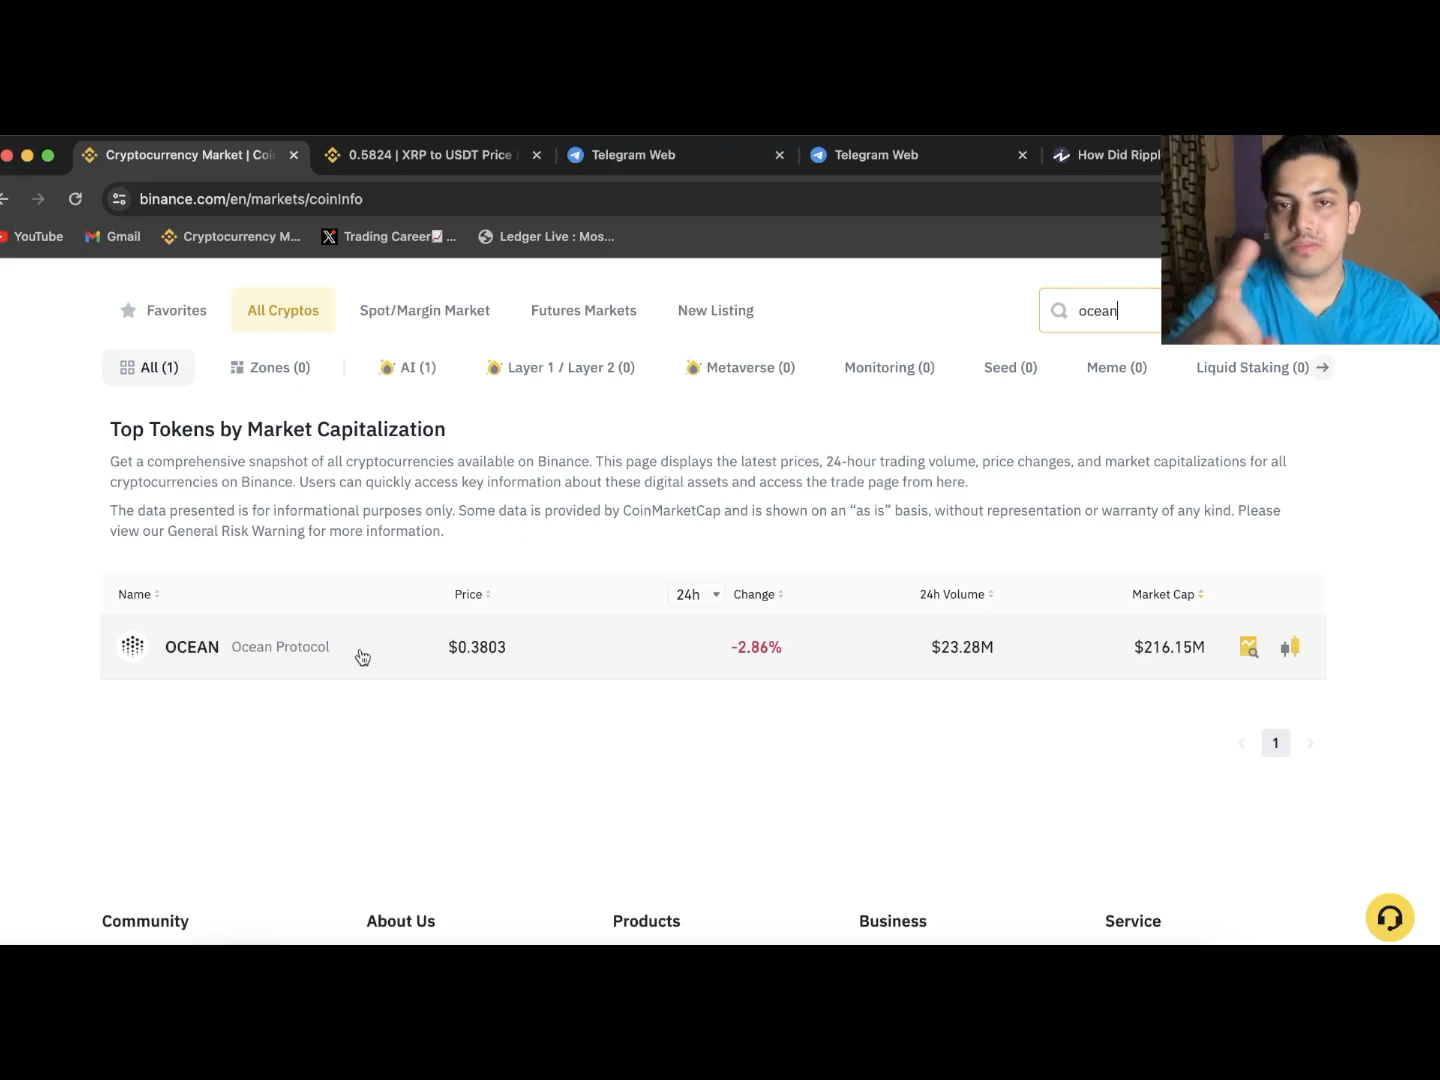 Cryptocurrency Market | Coi
0.5824 | XRP to USDT Price
Telegram Web
Telegram Web
How Did Rippl
binance.com/en/markets/coinInfo
YouTube
Gmail
Cryptocurrency M...
Trading Career📈 ...
Ledger Live : Mos...
Favorites
All Cryptos
Spot/Margin Market
Futures Markets
New Listing
ocean
All (1)
Zones (0)
AI (1)
Layer 1 / Layer 2 (0)
Metaverse (0)
Monitoring (0)
Seed (0)
Meme (0)
Liquid Staking (0)
Top Tokens by Market Capitalization
Get a comprehensive snapshot of all cryptocurrencies available on Binance. This page displays the latest prices, 24-hour trading volume, price changes, and market capitalizations for all
cryptocurrencies on Binance. Users can quickly access key information about these digital assets and access the trade page from here.
The data presented is for informational purposes only. Some data is provided by CoinMarketCap and is shown on an “as is” basis, without representation or warranty of any kind. Please
view our General Risk Warning for more information.
Name
Price
24h
Change
24h Volume
Market Cap
OCEAN
Ocean Protocol
$0.3803
-2.86%
$23.28M
$216.15M
1
Community
About Us
Products
Business
Service